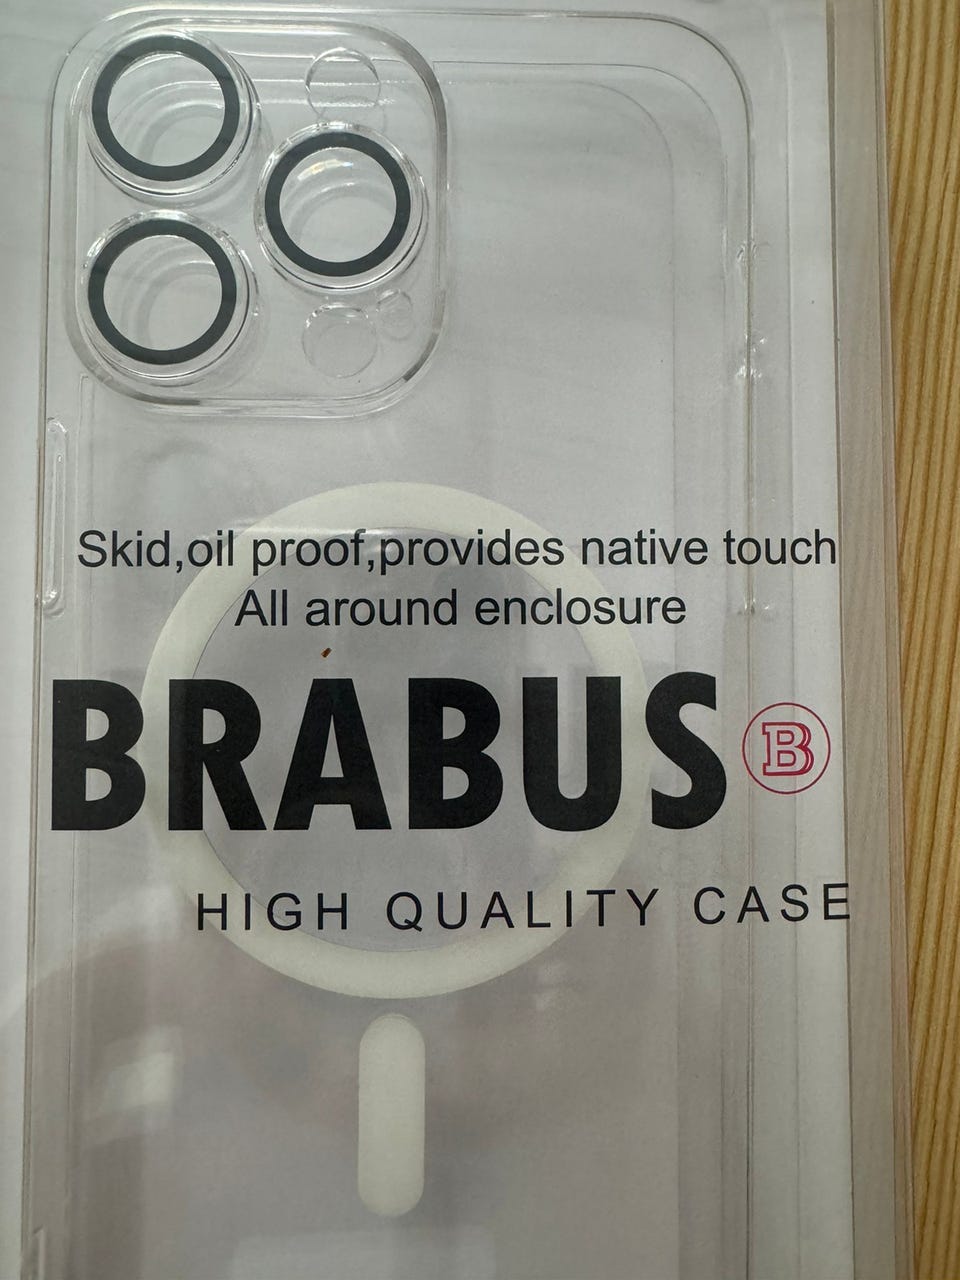 Skid,oil proof,provides native touch
All around enclosure
BRABUS B
HIGH QUALITY CASE